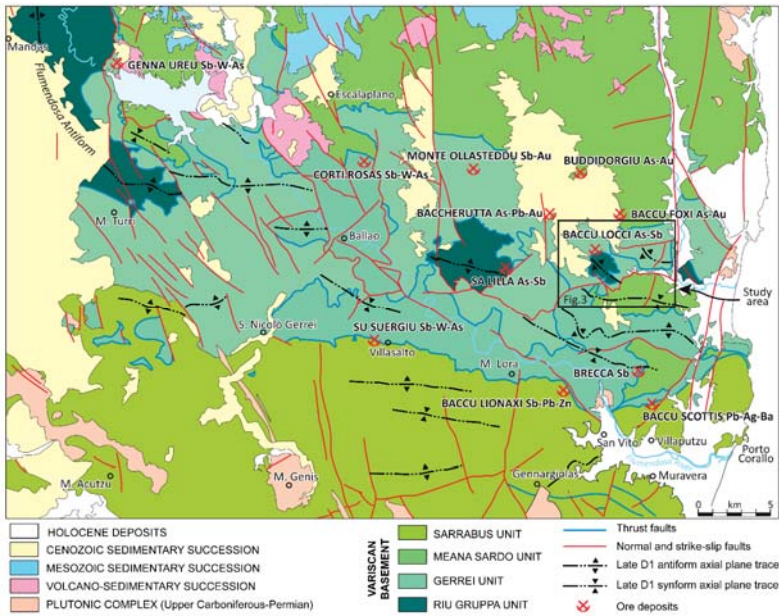 Mandas
GENNA UREU Sb-W-As
Flumendosa Antiform
Escalaplano
CORTI ROSAS Sb-W-As
MONTE OLLASTEDDU Sb-Au
BUDDIDORGIU As-Au
BACCHERUTTA As-Pb-Au
BACCU FOXI As-Au
M. Turri
Ballao
BACCU LOCCI As-Sb
SA LILLA As-Sb
Fig.3
Study
area
S. Nicolo Gerrei
SU SUERGIU Sb-W-As
Villasalto
M. Lora
BRECCA Sb
BACCU LIONAXI Sb-Pb-Zn
BACCU SCOTTIS Pb-Ag-Ba
San Vito
Villaputzu
Porto
Corallo
Flumendosa River
M. Acutzu
M. Genis
Gennargiolas
Muravera
0 km 5
HOLOCENE DEPOSITS
CENOZOIC SEDIMENTARY SUCCESSION
MESOZOIC SEDIMENTARY SUCCESSION
VOLCANO-SEDIMENTARY SUCCESSION
PLUTONIC COMPLEX (Upper Carboniferous-Permian)
VARISCAN
BASEMENT
SARRABUS UNIT
MEANA SARDO UNIT
GERREI UNIT
RIU GRUPPA UNIT
Thrust faults
Normal and strike-slip faults
Late D1 antiform axial plane trace
Late D1 synform axial plane trace
Ore deposits